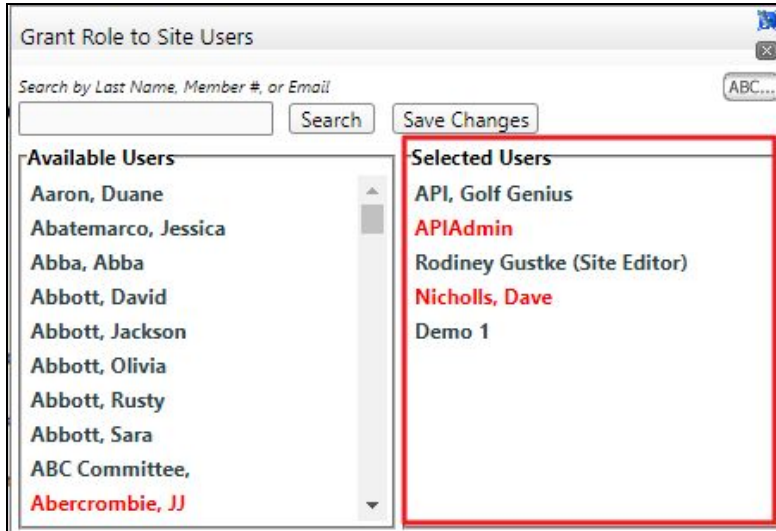 Grant Role to Site Users
Search by Last Name, Member #, or Email
ABC...
Search
Save Changes
Available Users
Aaron, Duane
Abatemarco, Jessica
Abba, Abba
Abbott, David
Abbott, Jackson
Abbott, Olivia
Abbott, Rusty
Abbott, Sara
ABC Committee,
Abercrombie, JJ
Selected Users
API, Golf Genius
APIAdmin
Rodiney Gustke (Site Editor)
Nicholls, Dave
Demo 1